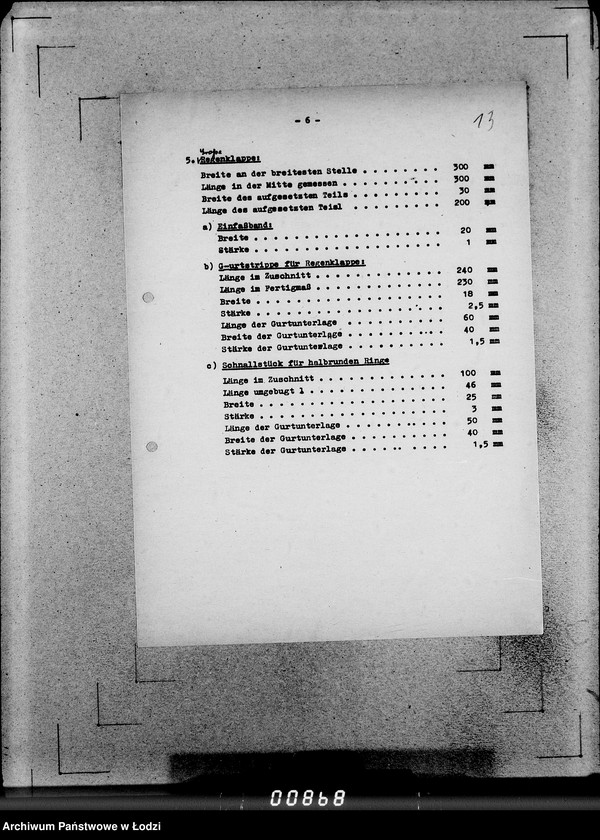 - 6 -
13
Große
5. Regenklappe:
Breite an der breitesten Stelle . . . . . . . . 300 mm
Länge in der Mitte gemessen . . . . . . . . . . 300 mm
Breite des aufgesetzten Teils . . . . . . . . . 30 mm
Länge des aufgesetzten Teisl . . . . . . . . . 200 mm
a) Einfaßband:
Breite . . . . . . . . . . . . . . . . . 20 mm
Stärke . . . . . . . . . . . . . . . . . 1 mm
b) G-urtstrippe für Regenklappe:
Länge im Zuschnitt . . . . . . . . . . . . 240 mm
Länge im Fertigmaß . . . . . . . . . . . . 230 mm
Breite . . . . . . . . . . . . . . . . . 18 mm
Stärke . . . . . . . . . . . . . . . . . 2,5 mm
Länge der Gurtunterlage . . . . . . . . . . 60 mm
Breite der Gurtunterlage . . . . . . . . . . 40 mm
Stärke der Gurtunterlage . . . . . . . . . . 1,5 mm
c) Schnallstück für halbrunden Ring:
Länge im Zuschnitt . . . . . . . . . . . . 100 mm
Länge umgebugt 1 . . . . . . . . . . . . . 46 mm
Breite . . . . . . . . . . . . . . . . . 25 mm
Stärke . . . . . . . . . . . . . . . . . 3 mm
Länge der Gurtunterlage . . . . . . . . . . 50 mm
Breite der Gurtunterlage . . . . . . . . . . 40 mm
Stärke der Gurtunterlage . . . . . . . . . . 1,5 mm
00868
Archiwum Państwowe w Łodzi